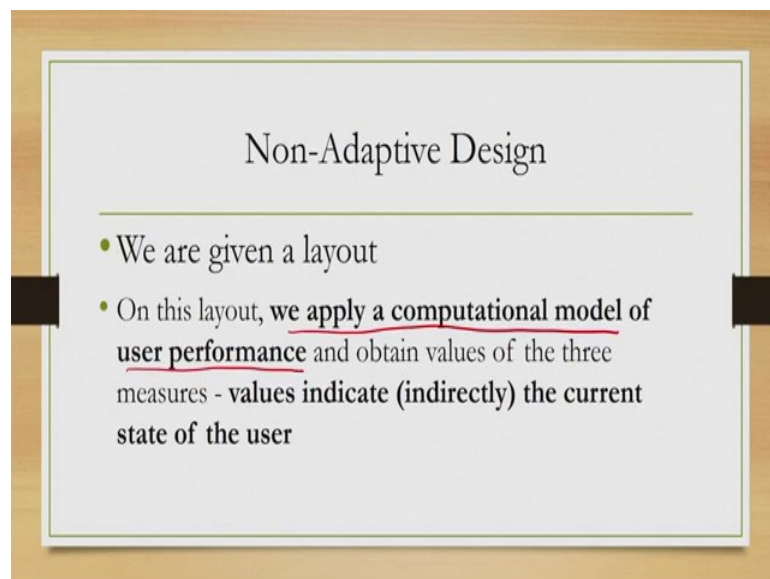 Non-Adaptive Design
• We are given a layout
• On this layout, we apply a computational model of
user performance and obtain values of the three
measures - values indicate (indirectly) the current
state of the user